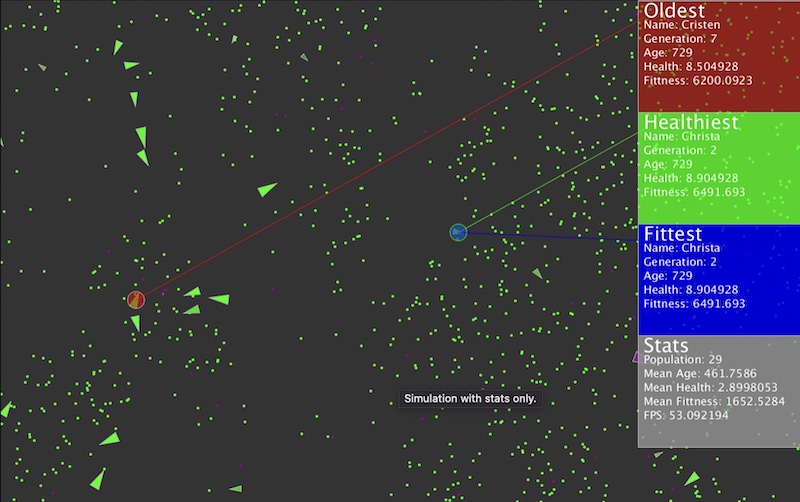 Oldest
Name: Cristen
Generation: 7
Age: 729
Health: 8.504928
Fittness: 6200.0923
Healthiest
Name: Christa
Generation: 2
Age: 729
Health: 8.904928
Fittness: 6491.693
Fittest
Name: Christa
Generation: 2
Age: 729
Health: 8.904928
Fittness: 6491.693
Stats
Population: 29
Mean Age: 461.7586
Mean Health: 2.8998053
Mean Fittness: 1652.5284
FPS: 53.092194
Simulation with stats only.